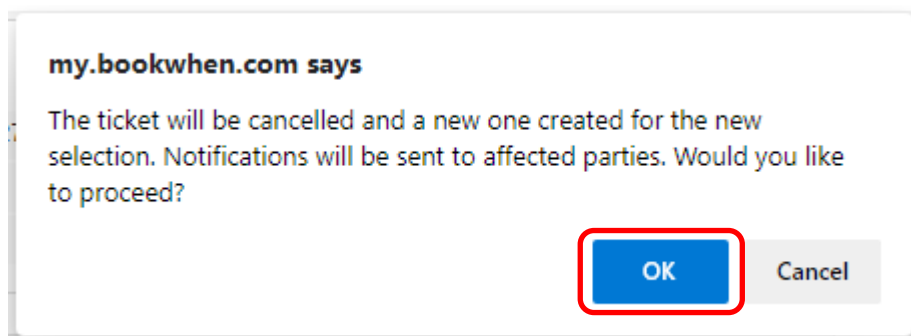 my.bookwhen.com says
The ticket will be cancelled and a new one created for the new
selection. Notifications will be sent to affected parties. Would you like
to proceed?
OK
Cancel